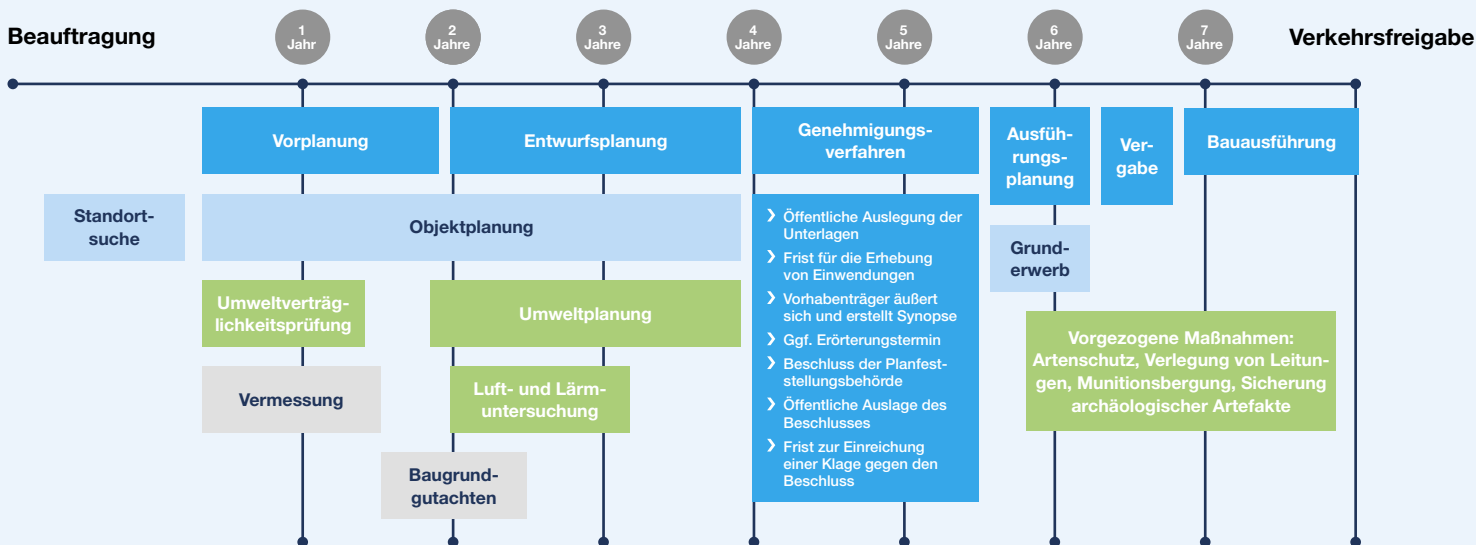 Beauftragung
1
Jahr
2
Jahre
3
Jahre
4
Jahre
5
Jahre
6
Jahre
7
Jahre
Verkehrsfreigabe
Vorplanung
Entwurfsplanung
Genehmigungs-
verfahren
Ausfüh-
rungs-
planung
Ver-
gabe
Bauausführung
Standort-
suche
Objektplanung
❯ Öffentliche Auslegung der
Unterlagen
❯ Frist für die Erhebung
von Einwendungen
❯ Vorhabenträger äußert
sich und erstellt Synopse
❯ Ggf. Erörterungstermin
❯ Beschluss der Planfest-
stellungsbehörde
❯ Öffentliche Auslage des
Beschlusses
❯ Frist zur Einreichung
einer Klage gegen den
Beschluss
Grund-
erwerb
Umweltverträg-
lichkeitsprüfung
Umweltplanung
Vorgezogene Maßnahmen:
Artenschutz, Verlegung von Leitun-
gen, Munitionsbergung, Sicherung
archäologischer Artefakte
Vermessung
Luft- und Lärm-
untersuchung
Baugrund-
gutachten